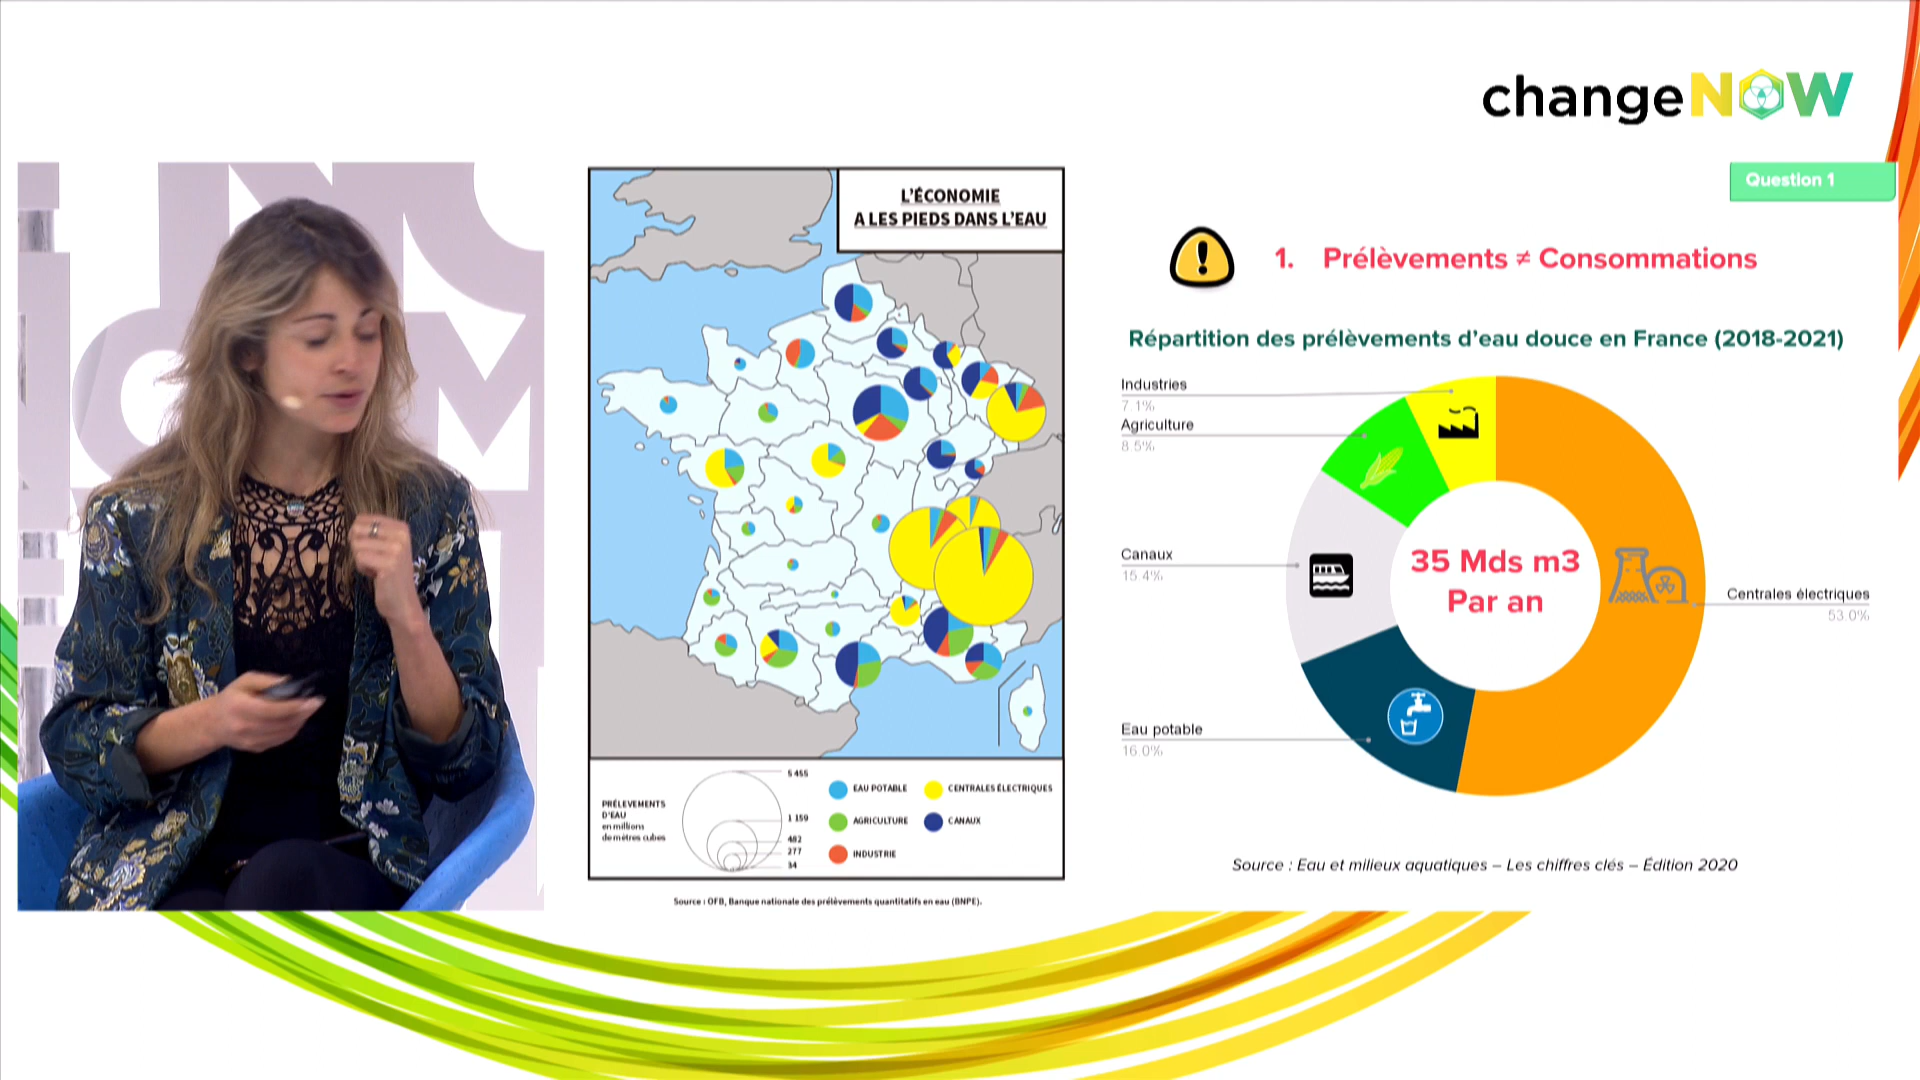 changeNOW
Question 1
L'ÉCONOMIE
A LES PIEDS DANS L'EAU
1. Prélèvements ≠ Consommations
Répartition des prélèvements d'eau douce en France (2018-2021)
Industries
7.1%
Agriculture
8.5%
Canaux
15.4%
35 Mds m3
Par an
Centrales électriques
53.0%
Eau potable
16.0%
PRÉLEVEMENTS
D'EAU
en millions
de mètres cubes
5 455
1 159
482
277
34
EAU POTABLE
CENTRALES ÉLECTRIQUES
AGRICULTURE
CANAUX
INDUSTRIE
Source : Eau et milieux aquatiques – Les chiffres clés – Édition 2020
Source : OFB, Banque nationale des prélèvements quantitatifs en eau (BNPE).